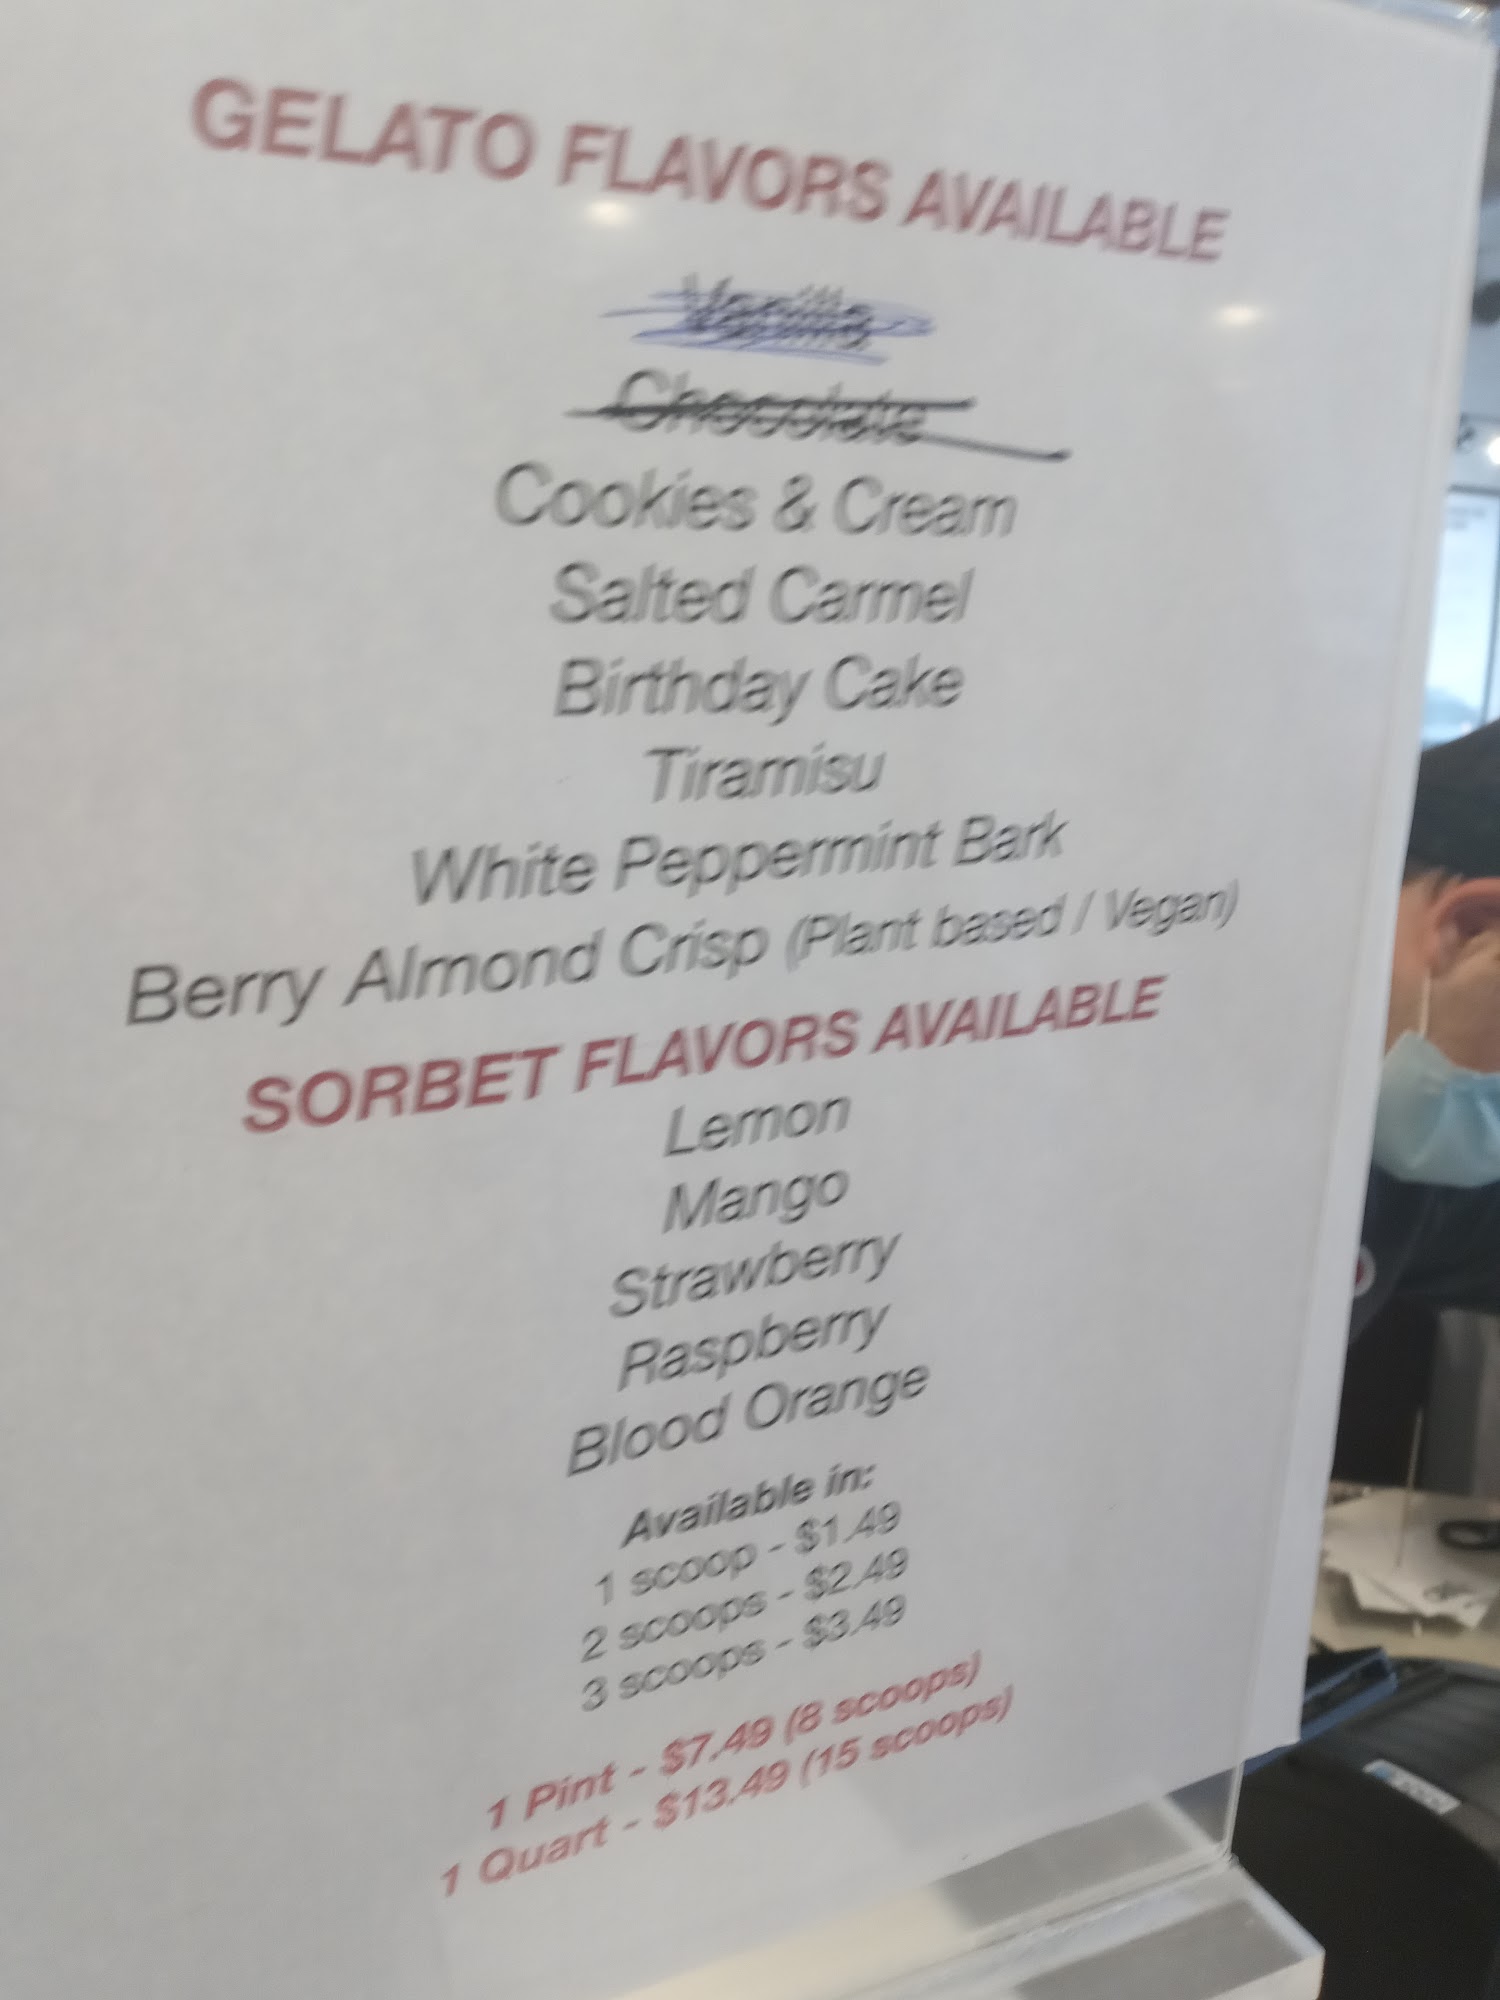 GELATO FLAVORS AVAILABLE
Vanilla
Chocolate
Cookies & Cream
Salted Carmel
Birthday Cake
Tiramisu
White Peppermint Bark
Berry Almond Crisp (Plant based / Vegan)
SORBET FLAVORS AVAILABLE
Lemon
Mango
Strawberry
Raspberry
Blood Orange
Available in:
1 scoop - $1.49
2 scoops - $2.49
3 scoops - $3.49
1 Pint - $7.49 (8 scoops)
1 Quart - $13.49 (15 scoops)